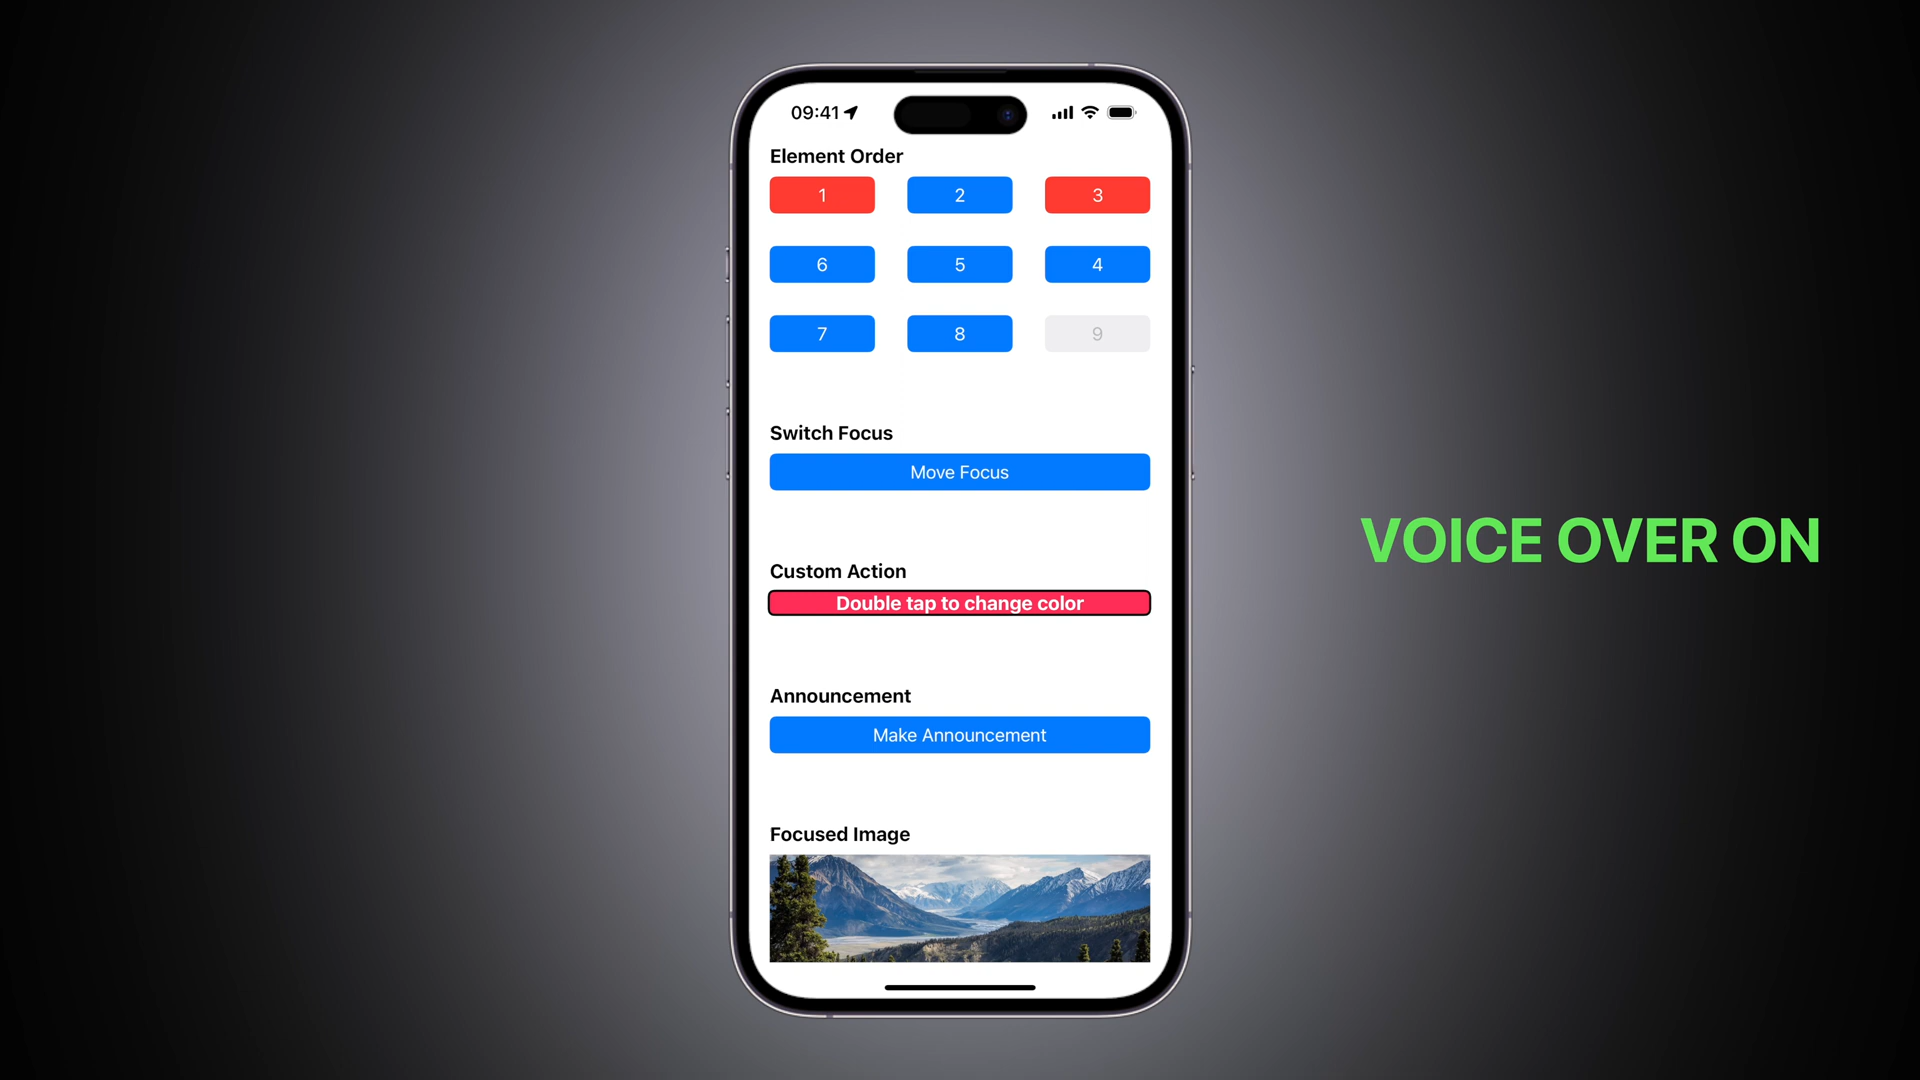 09:41
Element Order
1 2 3
6 5 4
7 8 9
Switch Focus
Move Focus
Custom Action
Double tap to change color
Announcement
Make Announcement
Focused Image
VOICE OVER ON